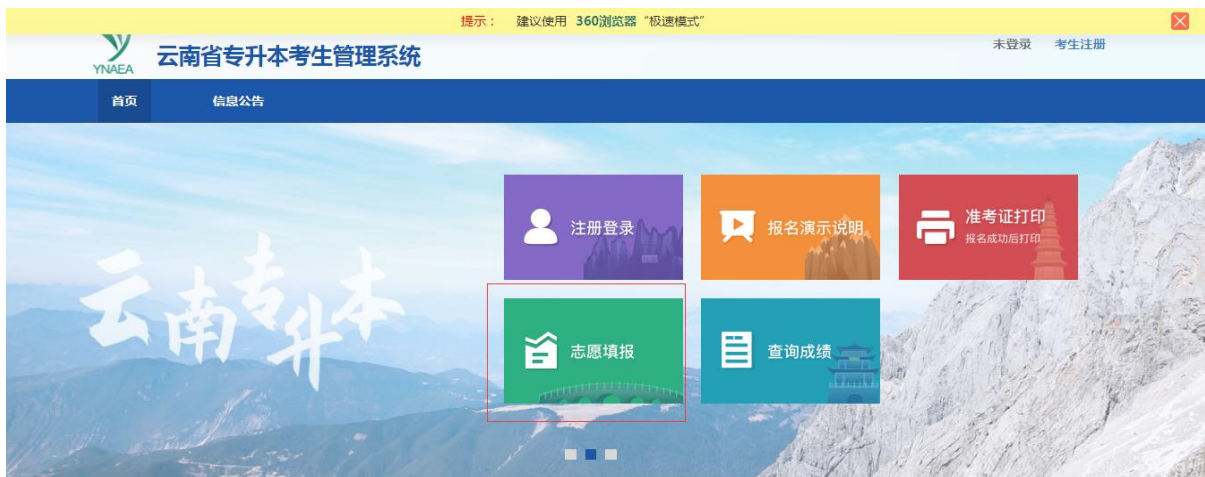 提示： 建议使用 360浏览器 “极速模式”
YNAEA 云南省专升本考生管理系统
未登录 考生注册
首页 信息公告
云南专升本
注册登录
报名演示说明
准考证打印
报名成功后打印
志愿填报
查询成绩